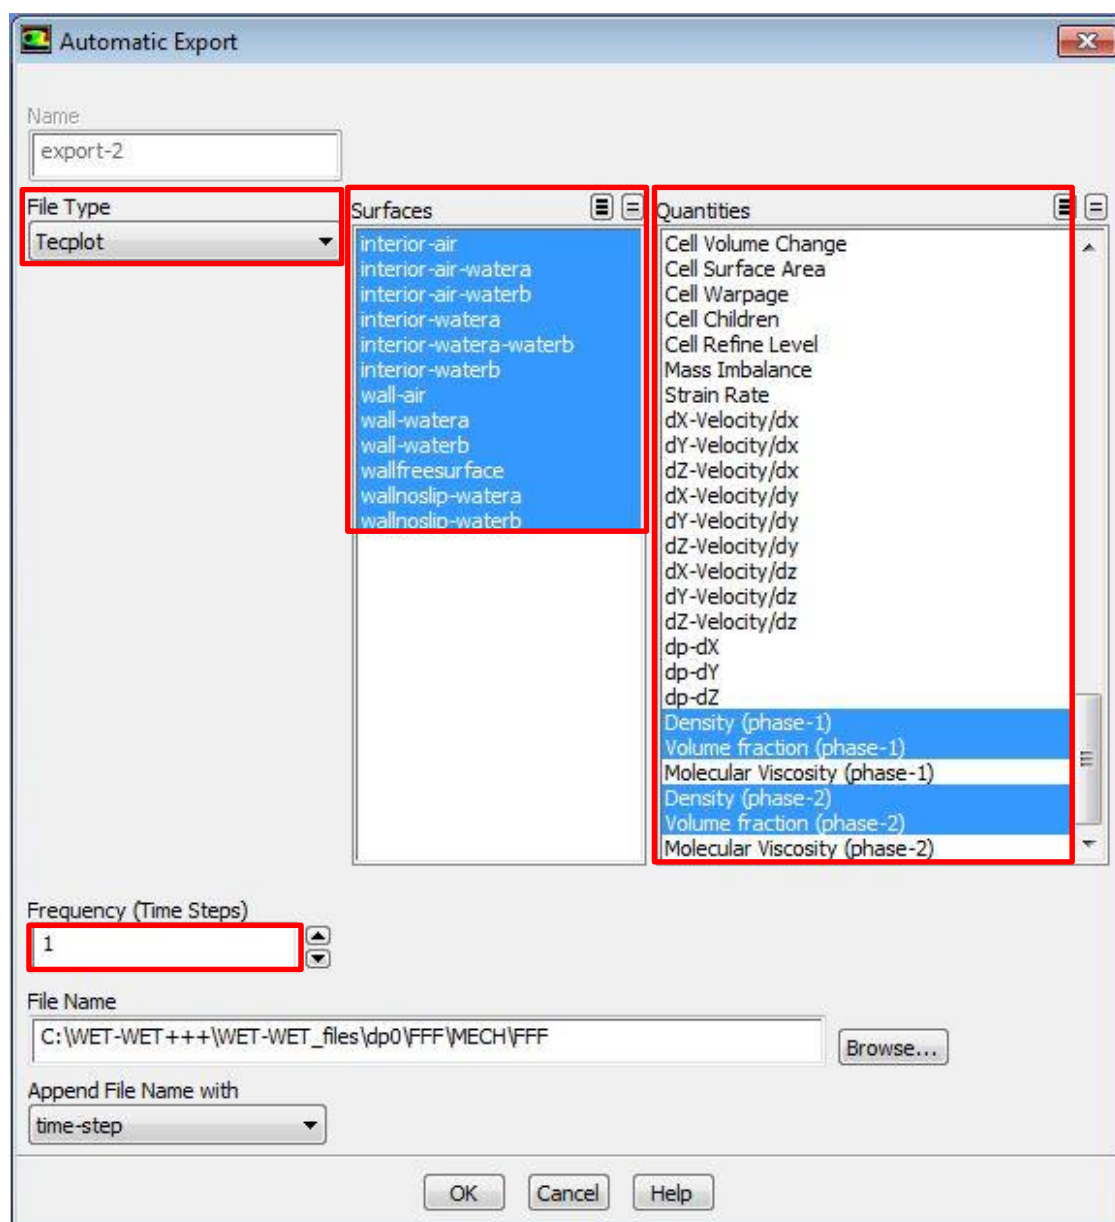 Automatic Export
Name
export-2
File Type
Tecplot
Surfaces
interior-air
interior-air-watera
interior-air-waterb
interior-watera
interior-watera-waterb
interior-waterb
wall-air
wall-watera
wall-waterb
wallfreesurface
wallnoslip-watera
wallnoslip-waterb
Quantities
Cell Volume Change
Cell Surface Area
Cell Warpage
Cell Children
Cell Refine Level
Mass Imbalance
Strain Rate
dX-Velocity/dx
dY-Velocity/dx
dZ-Velocity/dx
dX-Velocity/dy
dY-Velocity/dy
dZ-Velocity/dy
dX-Velocity/dz
dY-Velocity/dz
dZ-Velocity/dz
dp-dX
dp-dY
dp-dZ
Density (phase-1)
Volume fraction (phase-1)
Molecular Viscosity (phase-1)
Density (phase-2)
Volume fraction (phase-2)
Molecular Viscosity (phase-2)
Frequency (Time Steps)
1
File Name
C:\WET-WET+++\WET-WET_files\dp0\FFF\MECH\FFF
Browse...
Append File Name with
time-step
OK Cancel Help